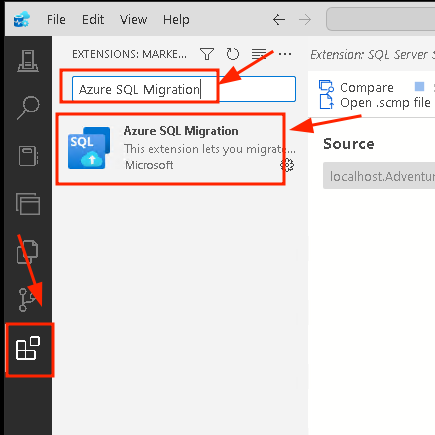 File Edit View Help
EXTENSIONS: MARKE...
Extension: SQL Server S
Azure SQL Migration
Compare
Open .scmp file
SQL
Azure SQL Migration
This extension lets you migrate...
Microsoft
Source
localhost.Adventur